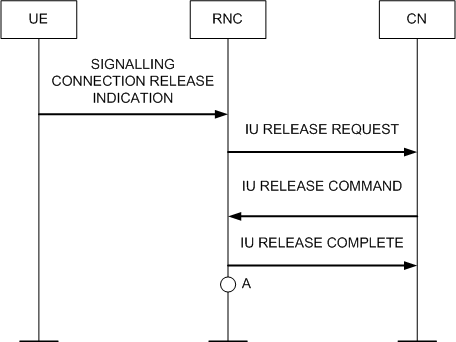 UE
RNC
CN
SIGNALLING
CONNECTION RELEASE
INDICATION
IU RELEASE REQUEST
IU RELEASE COMMAND
IU RELEASE COMPLETE
A